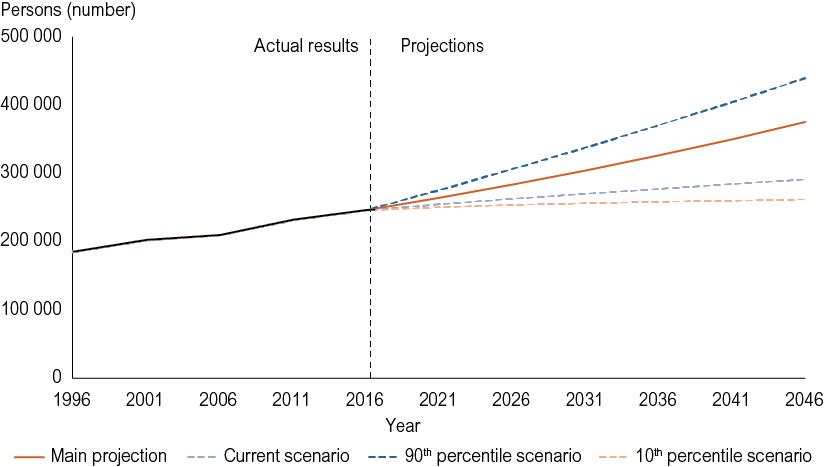 Persons (number)
500 000
Actual results Projections
400 000
300 000
200 000
100 000
0
1996 2001 2006 2011 2016 2021 2026 2031 2036 2041 2046
Year
Main projection Current scenario 90th percentile scenario 10th percentile scenario